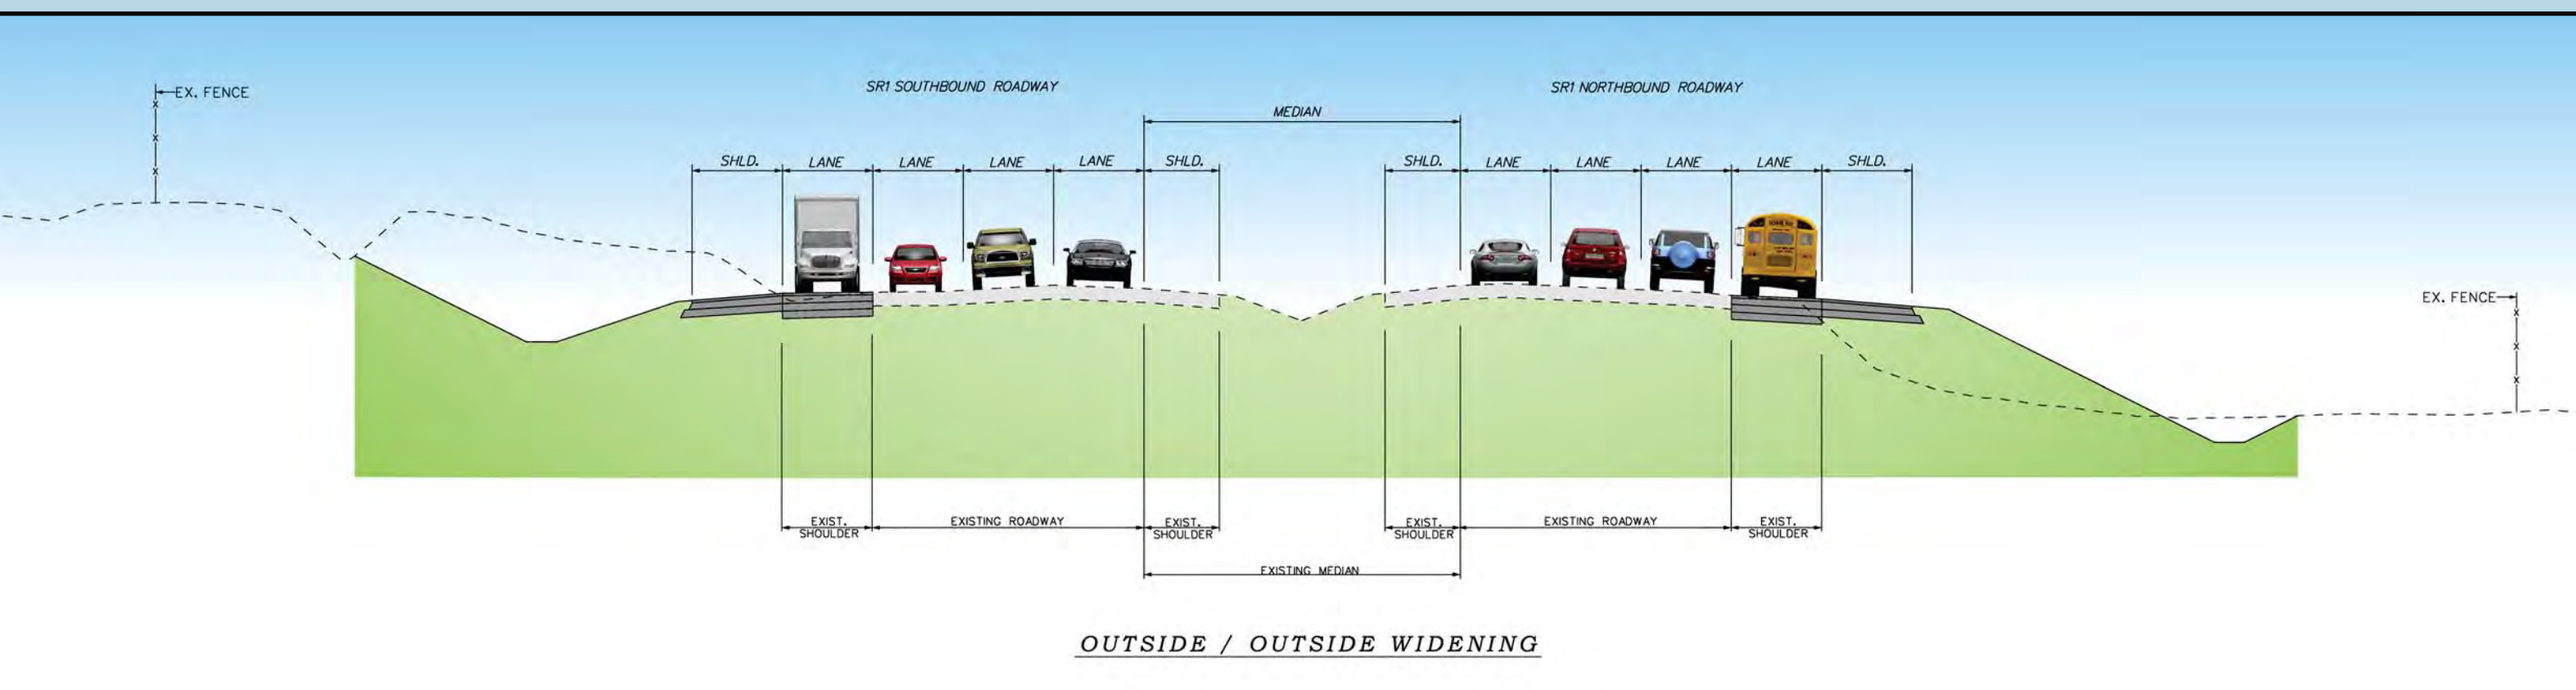 SR1 SOUTHBOUND ROADWAY
SR1 NORTHBOUND ROADWAY
EX. FENCE
MEDIAN
SHLD.
LANE
LANE
LANE
LANE
SHLD.
SHLD.
LANE
LANE
LANE
LANE
SHLD.
EX. FENCE
EXIST.
SHOULDER
EXISTING ROADWAY
EXIST.
SHOULDER
EXIST.
SHOULDER
EXISTING ROADWAY
EXIST.
SHOULDER
EXISTING MEDIAN
OUTSIDE / OUTSIDE WIDENING